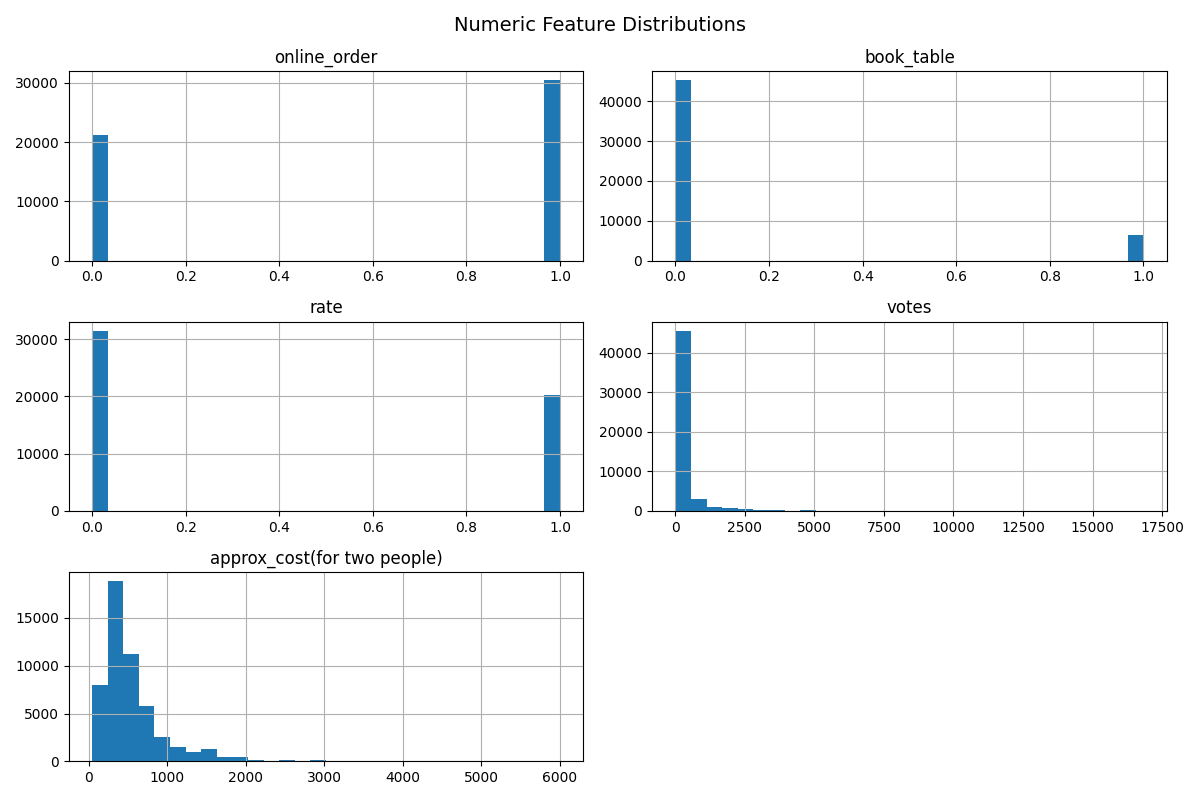 Numeric Feature Distributions
online_order
30000
20000
10000
0
0.0 0.2 0.4 0.6 0.8 1.0
book_table
40000
30000
20000
10000
0
0.0 0.2 0.4 0.6 0.8 1.0
rate
30000
20000
10000
0
0.0 0.2 0.4 0.6 0.8 1.0
votes
40000
30000
20000
10000
0
0 2500 5000 7500 10000 12500 15000 17500
approx_cost(for two people)
15000
10000
5000
0
0 1000 2000 3000 4000 5000 6000